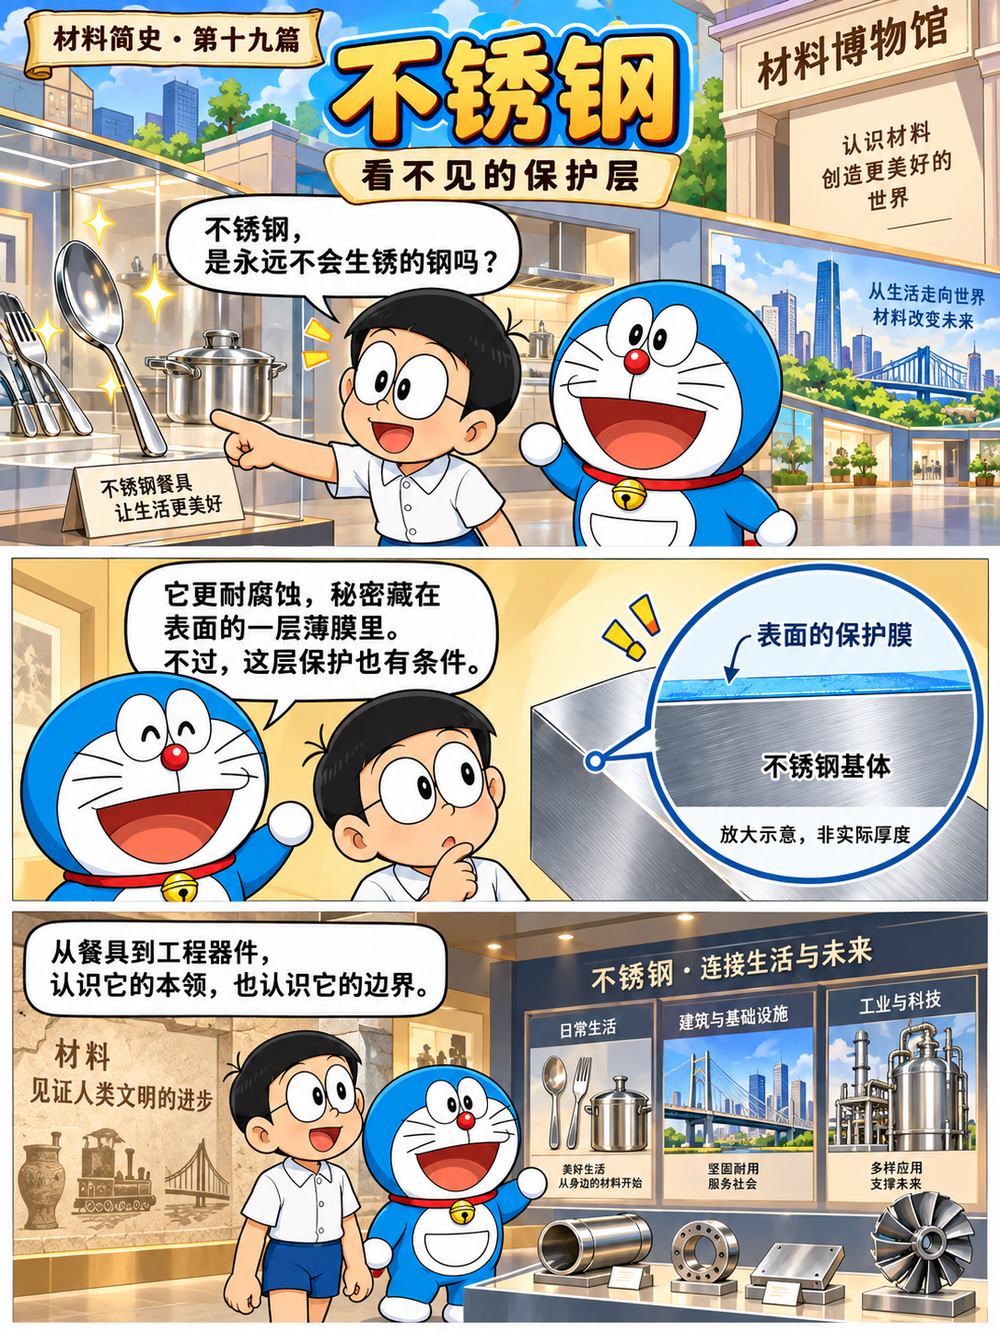 材料简史·第十九篇
不锈钢
看不见的保护层
材料博物馆
认识材料
创造更美好的
世界
不锈钢，
是永远不会生锈的钢吗？
从生活走向世界
材料改变未来
不锈钢餐具
让生活更美好
它更耐腐蚀，秘密藏在
表面的一层薄膜里。
不过，这层保护也有条件。
表面的保护膜
不锈钢基体
放大示意，非实际厚度
从餐具到工程器件，
认识它的本领，也认识它的边界。
材料
见证人类文明的进步
不锈钢·连接生活与未来
日常生活
美好生活
从身边的材料开始
建筑与基础设施
坚固耐用
服务社会
工业与科技
多样应用
支撑未来